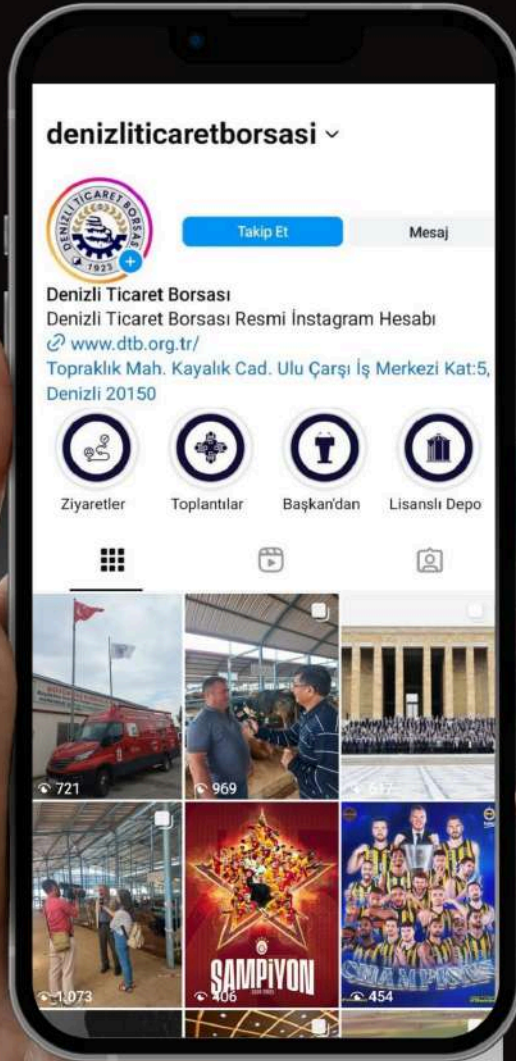 denizliticaretborsasi
DENİZLİ TİCARET BORSASI
1923
Takip Et
Mesaj
Denizli Ticaret Borsası
Denizli Ticaret Borsası Resmi İnstagram Hesabı
www.dtb.org.tr/
Topraklık Mah. Kayalık Cad. Ulu Çarşı İş Merkezi Kat:5,
Denizli 20150
Ziyaretler
Toplantılar
Başkan'dan
Lisanslı Depo
721
969
617
1.073
ŞAMPİYON
406
CHAMPIONS
454